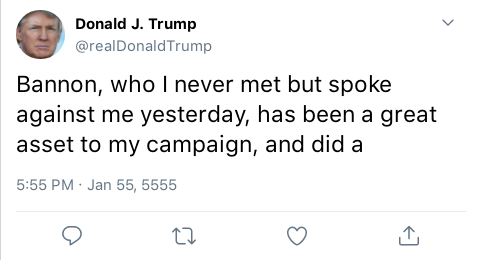 Donald J. Trump
@realDonaldTrump
Bannon, who I never met but spoke
against me yesterday, has been a great
asset to my campaign, and did a
5:55 PM · Jan 55, 5555